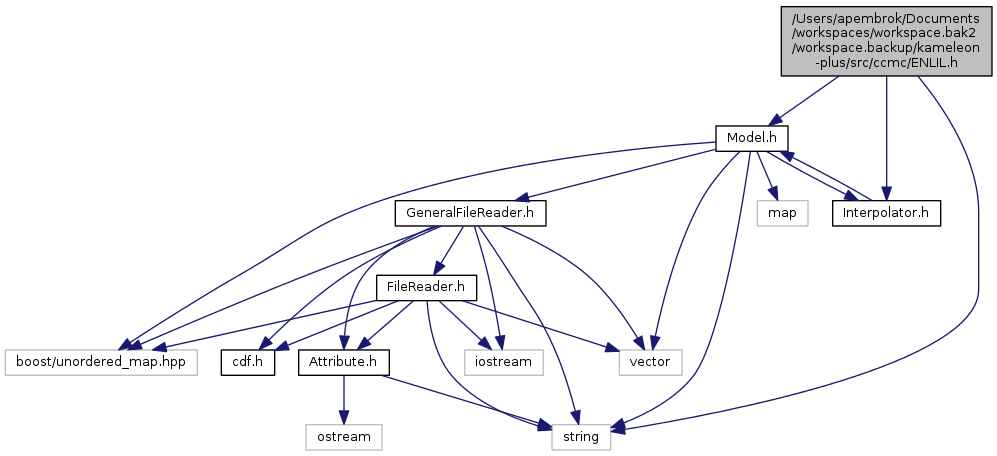 /Users/apembrok/Documents
/workspaces/workspace.bak2
/workspace.backup/kameleon
-plus/src/ccmc/ENLIL.h
Model.h
GeneralFileReader.h
map
Interpolator.h
FileReader.h
boost/unordered_map.hpp
cdf.h
Attribute.h
iostream
vector
ostream
string